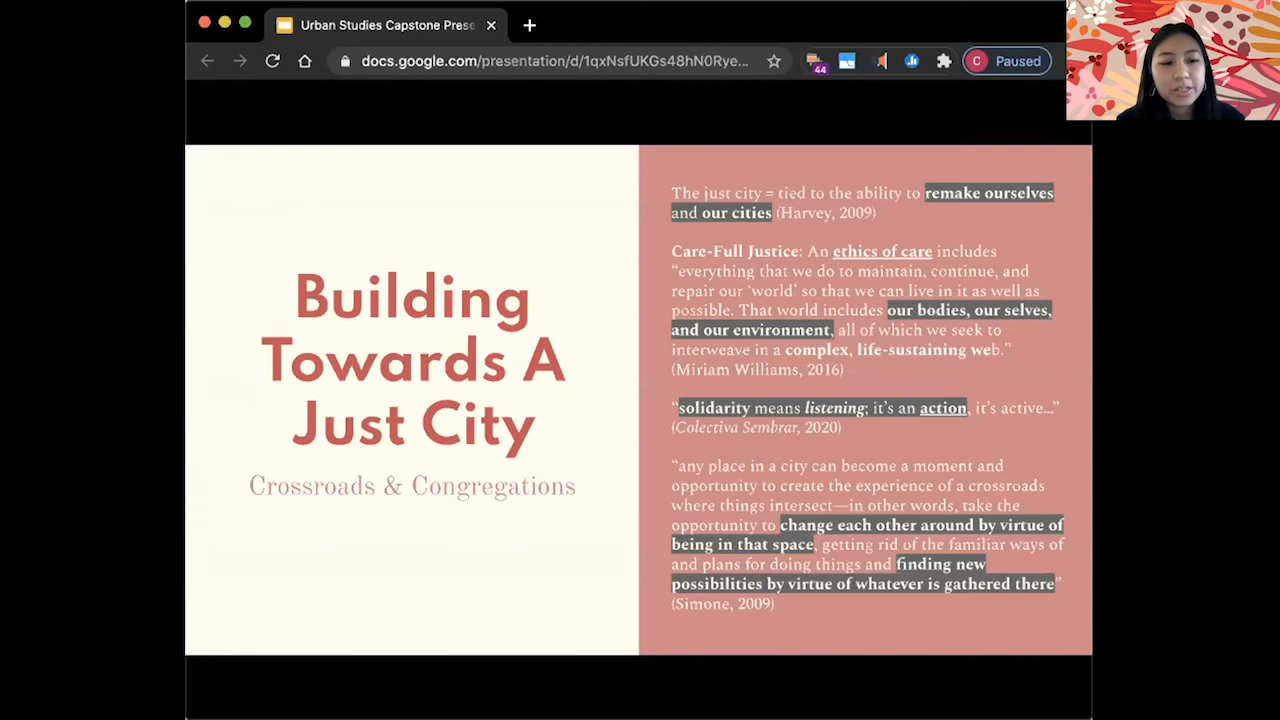 Urban Studies Capstone Prese
docs.google.com/presentation/d/1qxNsfUKGs48hN0Rye...
44
C Paused
Building
Towards A
Just City
Crossroads & Congregations
The just city = tied to the ability to remake ourselves
and our cities (Harvey, 2009)
Care-Full Justice: An ethics of care includes
“everything that we do to maintain, continue, and
repair our ‘world’ so that we can live in it as well as
possible. That world includes our bodies, our selves,
and our environment, all of which we seek to
interweave in a complex, life-sustaining web.”
(Miriam Williams, 2016)
“solidarity means listening; it’s an action, it’s active...”
(Colectiva Sembrar, 2020)
“any place in a city can become a moment and
opportunity to create the experience of a crossroads
where things intersect—in other words, take the
opportunity to change each other around by virtue of
being in that space, getting rid of the familiar ways of
and plans for doing things and finding new
possibilities by virtue of whatever is gathered there”
(Simone, 2009)